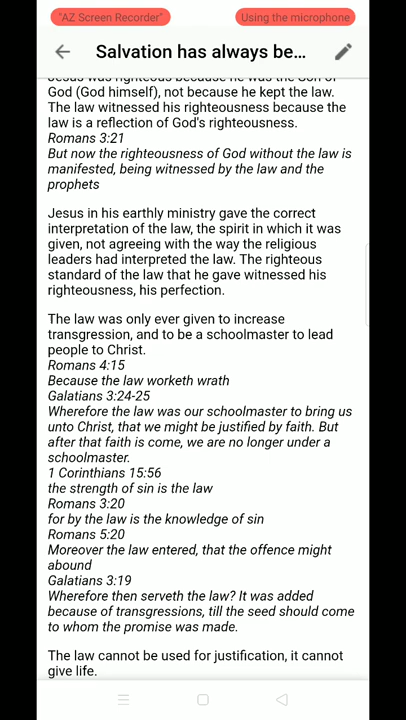 "AZ Screen Recorder"
Using the microphone
Salvation has always be...
Jesus was righteous because he was the Son of
God (God himself), not because he kept the law.
The law witnessed his righteousness because the
law is a reflection of God's righteousness.
Romans 3:21
But now the righteousness of God without the law is
manifested, being witnessed by the law and the
prophets
Jesus in his earthly ministry gave the correct
interpretation of the law, the spirit in which it was
given, not agreeing with the way the religious
leaders had interpreted the law. The righteous
standard of the law that he gave witnessed his
righteousness, his perfection.
The law was only ever given to increase
transgression, and to be a schoolmaster to lead
people to Christ.
Romans 4:15
Because the law worketh wrath
Galatians 3:24-25
Wherefore the law was our schoolmaster to bring us
unto Christ, that we might be justified by faith. But
after that faith is come, we are no longer under a
schoolmaster.
1 Corinthians 15:56
the strength of sin is the law
Romans 3:20
for by the law is the knowledge of sin
Romans 5:20
Moreover the law entered, that the offence might
abound
Galatians 3:19
Wherefore then serveth the law? It was added
because of transgressions, till the seed should come
to whom the promise was made.
The law cannot be used for justification, it cannot
give life.